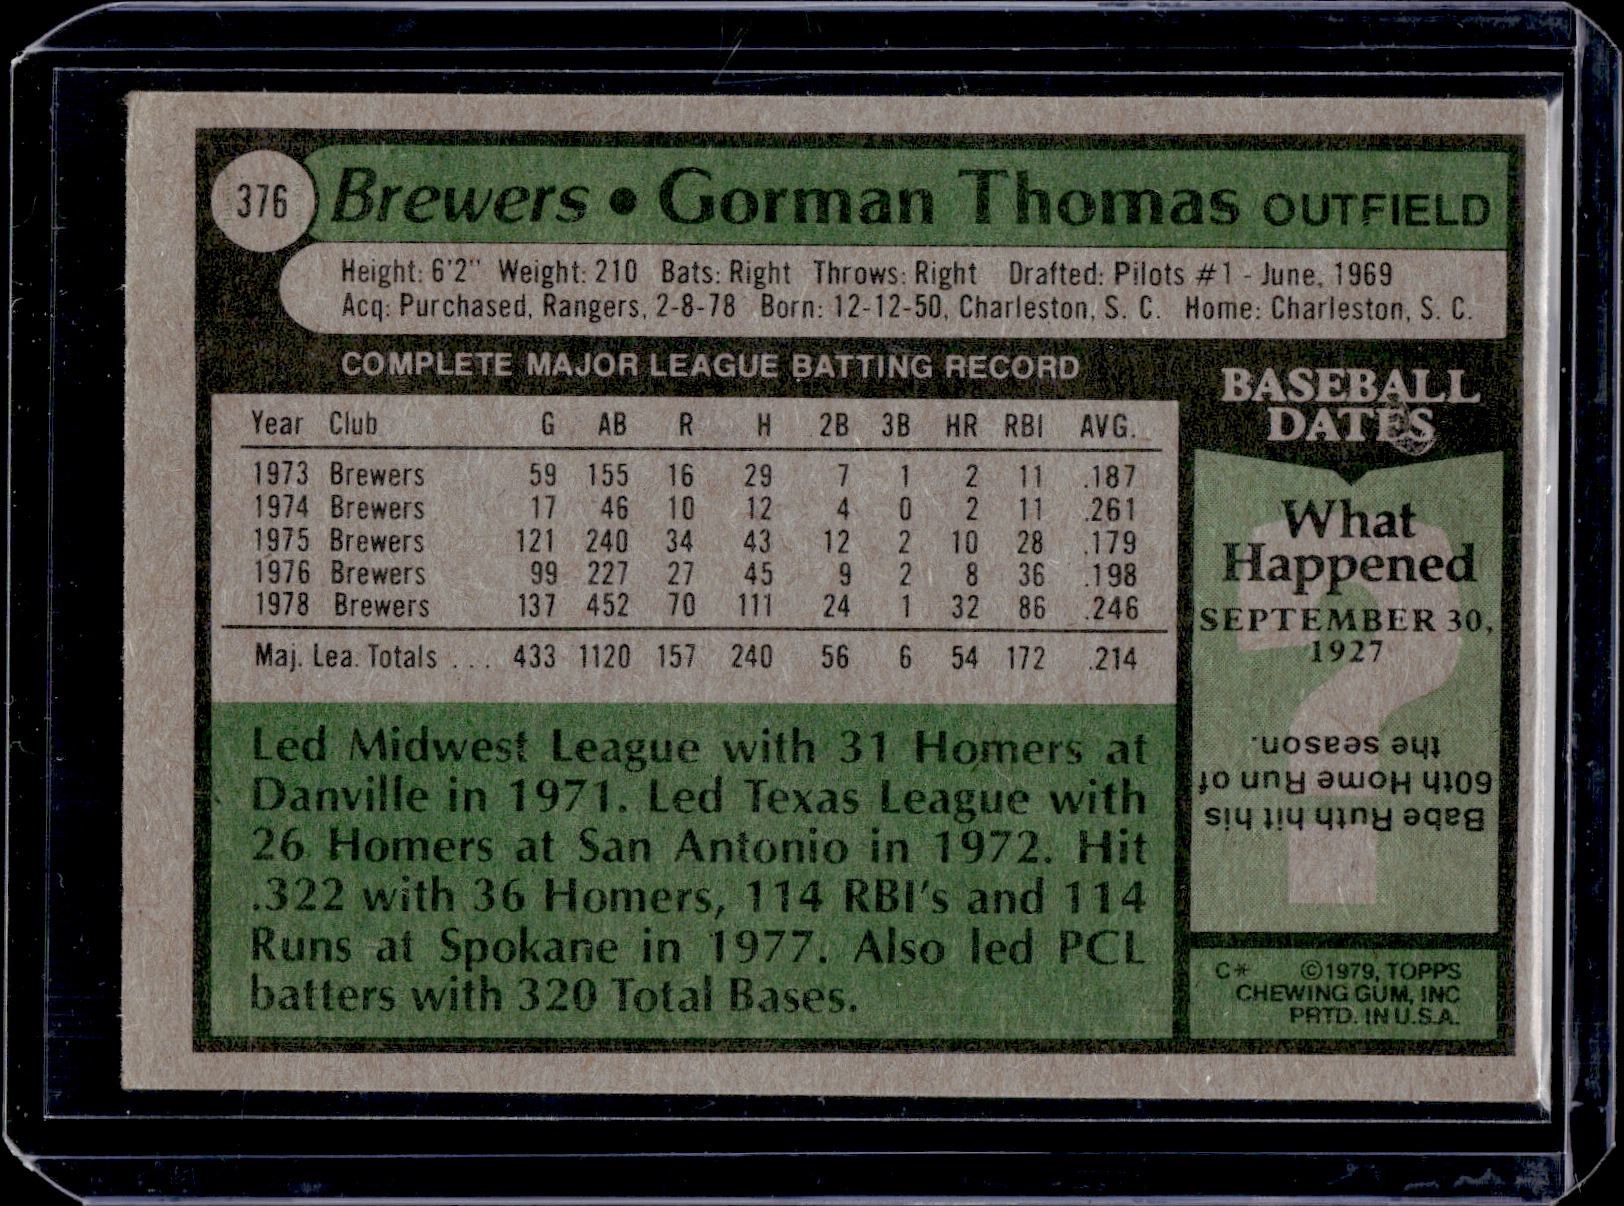 376
Brewers • Gorman Thomas OUTFIELD
Height: 6'2" Weight: 210 Bats: Right Throws: Right Drafted: Pilots #1 - June, 1969
Acq: Purchased, Rangers, 2-8-78 Born: 12-12-50, Charleston, S. C. Home: Charleston, S. C.
COMPLETE MAJOR LEAGUE BATTING RECORD
Year Club G AB R H 2B 3B HR RBI AVG.
1973 Brewers 59 155 16 29 7 1 2 11 .187
1974 Brewers 17 46 10 12 4 0 2 11 .261
1975 Brewers 121 240 34 43 12 2 10 28 .179
1976 Brewers 99 227 27 45 9 2 8 36 .198
1978 Brewers 137 452 70 111 24 1 32 86 .246
Maj. Lea. Totals . . . 433 1120 157 240 56 6 54 172 .214
Led Midwest League with 31 Homers at
Danville in 1971. Led Texas League with
26 Homers at San Antonio in 1972. Hit
.322 with 36 Homers, 114 RBI's and 114
Runs at Spokane in 1977. Also led PCL
batters with 320 Total Bases.
BASEBALL
DATES
What
Happened
SEPTEMBER 30,
1927
Babe Ruth hit his
60th Home Run of
the season.
C* ©1979, TOPPS
CHEWING GUM, INC
PRTD. IN U.S.A.